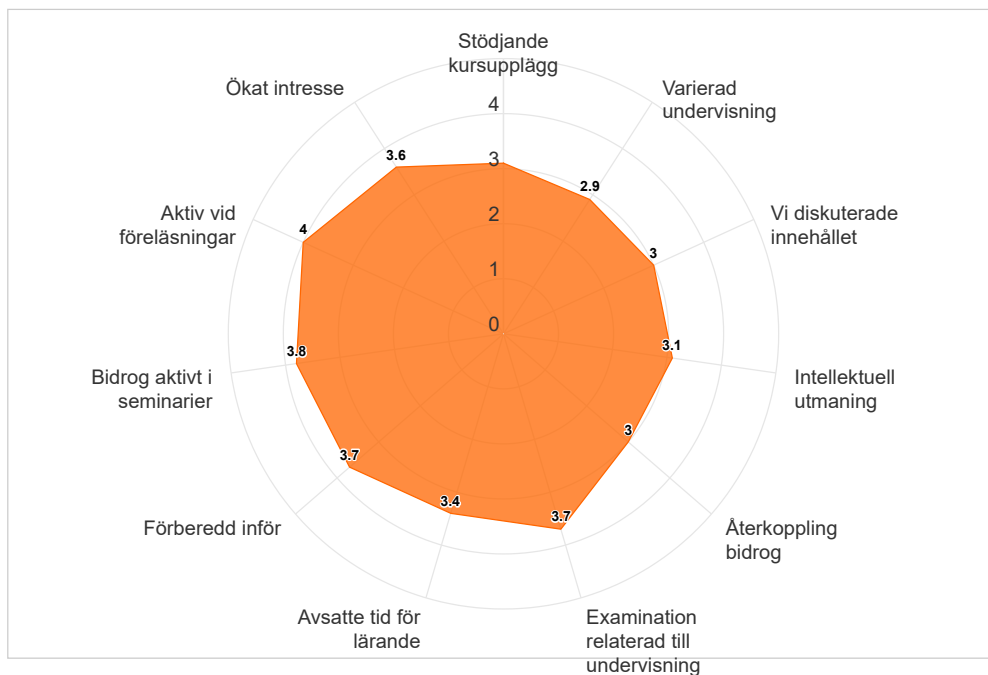 Stödjande
kursupplägg
Ökat intresse
Varierad
undervisning
4
3.6
3
2.9
Aktiv vid
föreläsningar
4
2
Vi diskuterade
innehållet
3
1
0
3.8
3.1
Bidrog aktivt i
seminarier
Intellektuell
utmaning
3.7
3
Förberedd inför
Återkoppling
bidrog
3.4
3.7
Avsatte tid för
lärande
Examination
relaterad till
undervisning